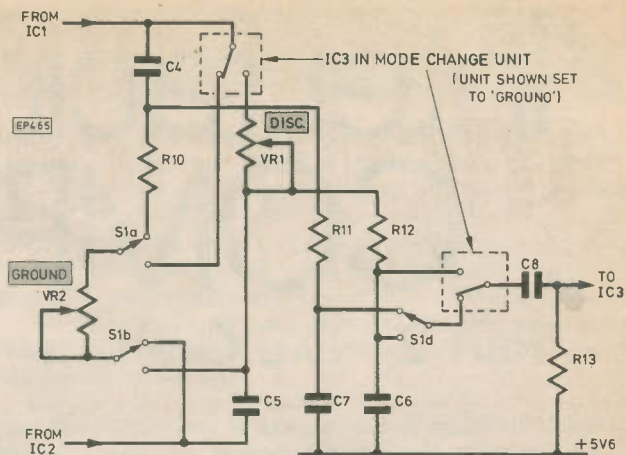 FROM
IC1
C4
IC3 IN MODE CHANGE UNIT
(UNIT SHOWN SET
TO 'GROUND')
EP465
DISC.
VR1
R10
R11
R12
S1a
C8
TO
IC3
GROUND
VR2
S1b
S1d
R13
C5
C7
C6
FROM
IC2
+5V6